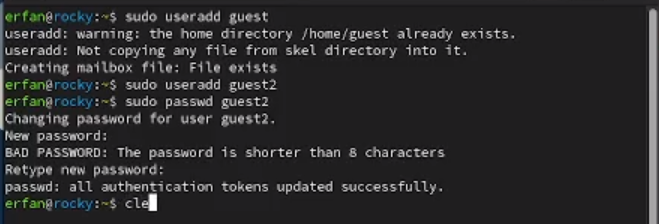 erfan@rocky:~$ sudo useradd guest
useradd: warning: the home directory /home/guest already exists.
useradd: Not copying any file from skel directory into it.
Creating mailbox file: File exists
erfan@rocky:~$ sudo useradd guest2
erfan@rocky:~$ sudo passwd guest2
Changing password for user guest2.
New password:
BAD PASSWORD: The password is shorter than 8 characters
Retype new password:
passwd: all authentication tokens updated successfully.
erfan@rocky:~$ cle